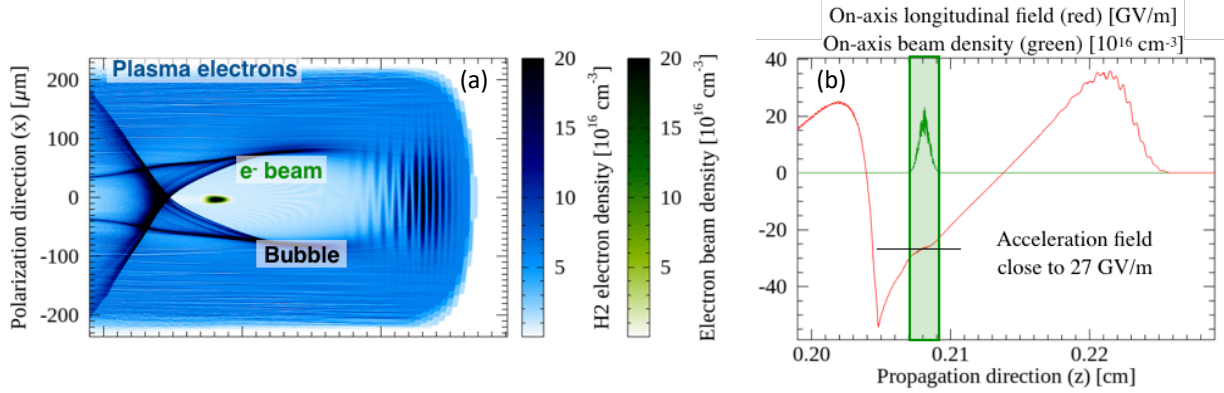 Plasma electrons
(a)
e- beam
Bubble
200
100
0
-100
-200
Polarization direction (x) [μm]
20
15
10
5
H2 electron density [10¹⁶ cm⁻³]
20
15
10
5
Electron beam density [10¹⁶ cm⁻³]
On-axis longitudinal field (red) [GV/m]
On-axis beam density (green) [10¹⁶ cm⁻³]
(b)
40
20
0
-20
-40
Acceleration field
close to 27 GV/m
0.20
0.21
0.22
Propagation direction (z) [cm]